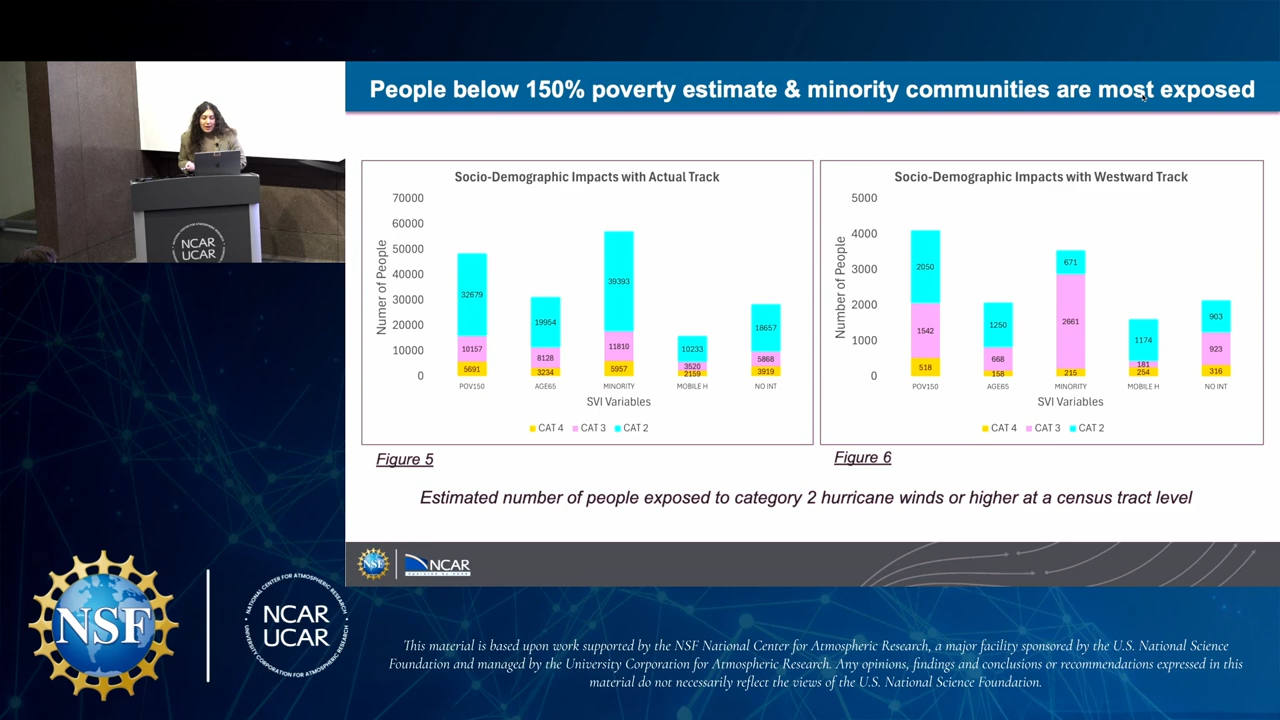 People below 150% poverty estimate & minority communities are most exposed
NCAR
UCAR
Socio-Demographic Impacts with Actual Track
Numer of People
70000
60000
50000
40000
30000
20000
10000
0
32679
10157
5691
19954
8128
3234
39393
11810
5957
10233
3520
2159
18657
5868
3919
POV150 AGE65 MINORITY MOBILE H NO INT
SVI Variables
CAT 4 CAT 3 CAT 2
Figure 5
Socio-Demographic Impacts with Westward Track
Number of People
5000
4000
3000
2000
1000
0
2050
1542
518
1250
668
158
671
2661
215
1174
181
254
903
923
316
POV150 AGE65 MINORITY MOBILE H NO INT
SVI Variables
CAT 4 CAT 3 CAT 2
Figure 6
Estimated number of people exposed to category 2 hurricane winds or higher at a census tract level
NSF
NCAR
NSF
NATIONAL CENTER FOR ATMOSPHERIC RESEARCH
NCAR
UCAR
UNIVERSITY CORPORATION FOR ATMOSPHERIC RESEARCH
This material is based upon work supported by the NSF National Center for Atmospheric Research, a major facility sponsored by the U.S. National Science
Foundation and managed by the University Corporation for Atmospheric Research. Any opinions, findings and conclusions or recommendations expressed in this
material do not necessarily reflect the views of the U.S. National Science Foundation.